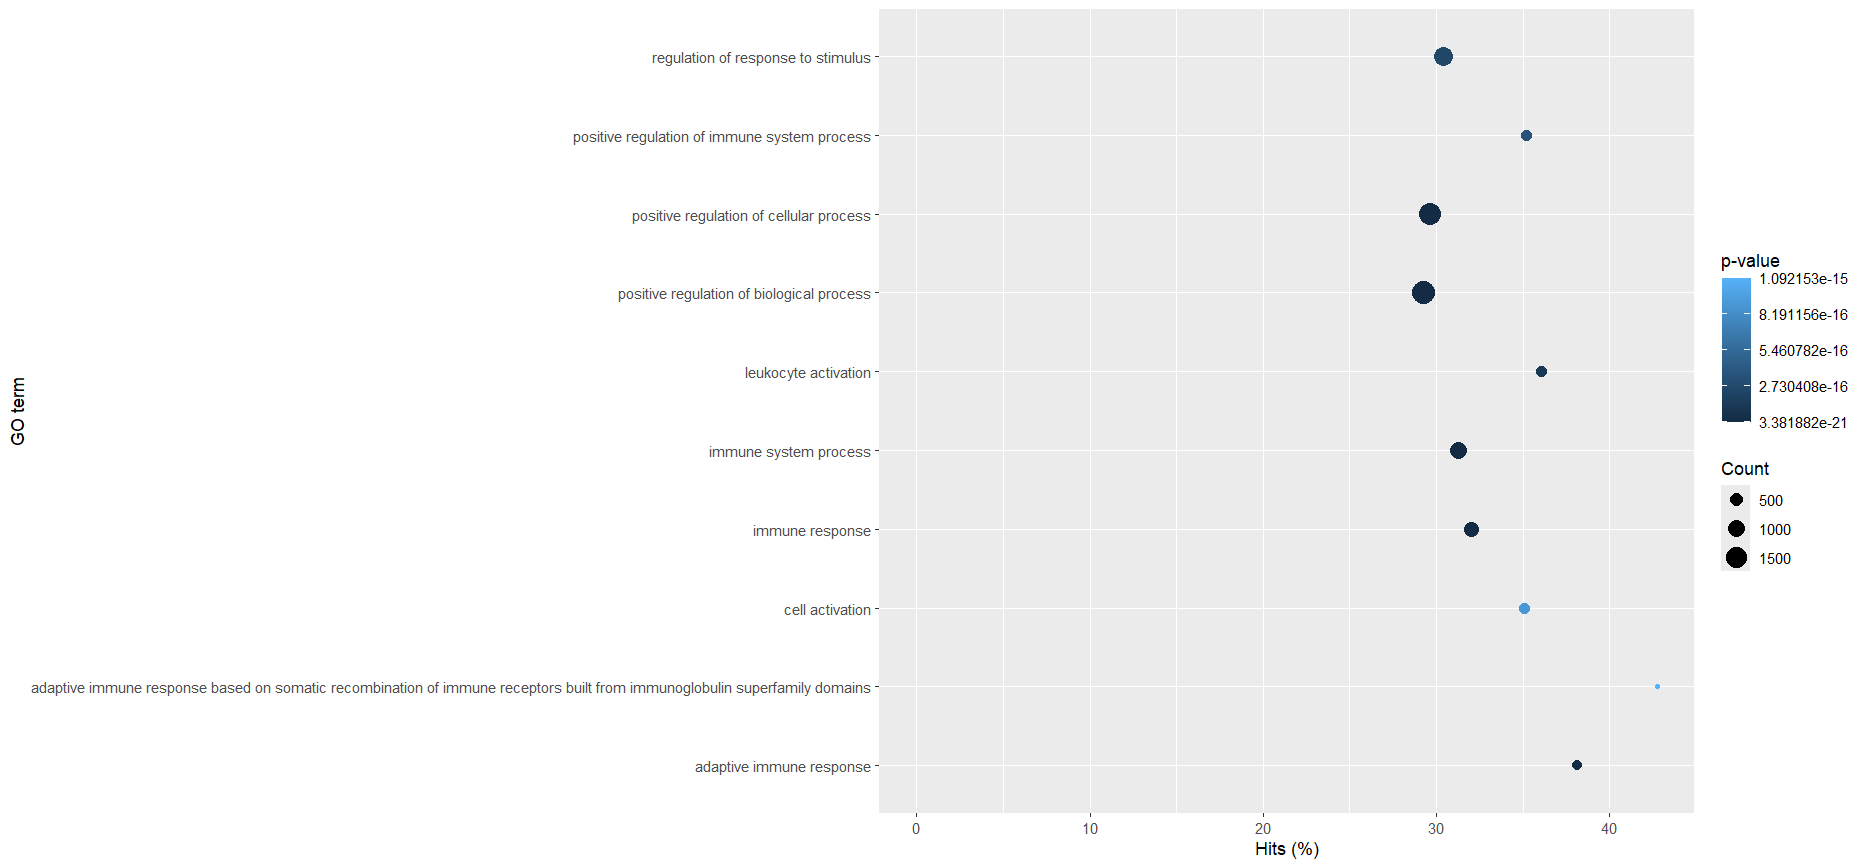 regulation of response to stimulus
positive regulation of immune system process
positive regulation of cellular process
positive regulation of biological process
leukocyte activation
immune system process
immune response
cell activation
adaptive immune response based on somatic recombination of immune receptors built from immunoglobulin superfamily domains
adaptive immune response
GO term
0 10 20 30 40
Hits (%)
p-value
1.092153e-15
8.191156e-16
5.460782e-16
2.730408e-16
3.381882e-21
Count
500
1000
1500